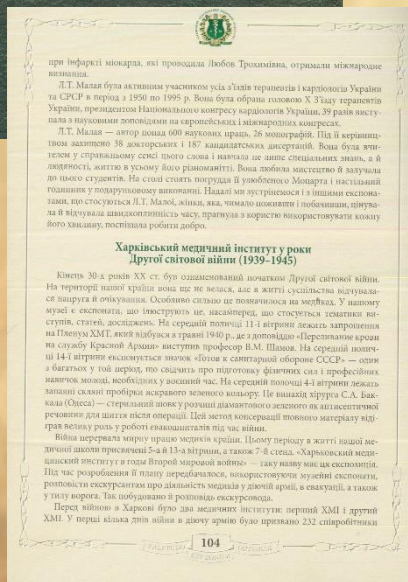 при інфаркті міокарда, які проводила Любов Трохимівна, отримали міжнародне
визнання.
Л.Т. Малая була активним учасником усіх з'їздів терапевтів і кардіологів України
та СРСР в період з 1950 по 1995 р. Вона була обрана головою X З'їзду терапевтів
України, президентом Національного конгресу кардіологів України, 39 разів висту-
пала з науковими доповідями на європейських і міжнародних конгресах.
Л.Т. Малая — автор понад 600 наукових праць, 26 монографій. Під її керівниц-
твом захищено 38 докторських і 187 кандидатських дисертацій. Вона була вчи-
телем у справжньому сенсі цього слова і навчала не лише спеціальних знань, а й
людяності, життю в усьому його різноманітті. Вона любила мистецтво й залучала
до цього студентів. На столі стоять погруддя її улюбленого Моцарта і настільний
годинник у подарунковому виконанні. Надалі ми зустрінемося і з іншими експона-
тами, що стосуються Л.Т. Малої, жінки, яка, чимало поживши і побачивши, цінува-
ла й відчувала швидкоплинність часу, прагнула з користю використовувати кожну
його хвилину, поспішала робити добро.
Харківський медичний інститут у роки
Другої світової війни (1939–1945)
Кінець 30-х років XX ст. був ознаменований початком Другої світової війни.
На території нашої країни вона ще не велася, але в житті суспільства відчувала-
ся напруга й очікування. Особливо сильно це позначилося на медиках. У нашому
музеї є експонати, що ілюструють це, насамперед, що стосується тематики ви-
ступів, статей, досліджень. На середній полиці 11-ї вітрини лежать запрошення
на Пленум ХМТ, який відбувся в травні 1940 р., де з доповіддю «Переливание крови
на службу Красной Армии» виступив професор В.М. Шамов. На середній полич-
ці 14-ї вітрини експонується значок «Готов к санитарной обороне СССР» — один
з багатьох у той період, що свідчить про підготовку фізичних сил і професійних
навичок молоді, необхідних у воєнний час. На середній полиці 4-ї вітрини лежать
запаяні скляні пробірки яскравого зеленого кольору. Це винахід хірурга С.А. Бак-
кала (Одеса) — стерильний шовк у розчині діамантового зеленого як антисептичної
речовини для шиття після операції. Цей метод консервації шовного матеріалу віді-
грав велику роль у роботі евакошпиталів під час війни.
Війна перервала мирну працю медиків країни. Цьому періоду в житті нашої ме-
дичної школи присвячені 5-а й 13-а вітрини, а також 7-й стенд. «Харьковский меди-
цинский институт в годы Второй мировой войны» — таку назву має ця експозиція.
Під час розроблення її плану передбачалося, використовуючи музейні експонати,
розповісти екскурсантам про діяльність медиків у діючій армії, в евакуації, а також
у тилу ворога. Так побудовано й розповідь екскурсовода.
Перед війною в Харкові було два медичних інститути: перший ХМІ і другий
ХМІ. У перші кілька днів війни в діючу армію було призвано 232 співробітники
104